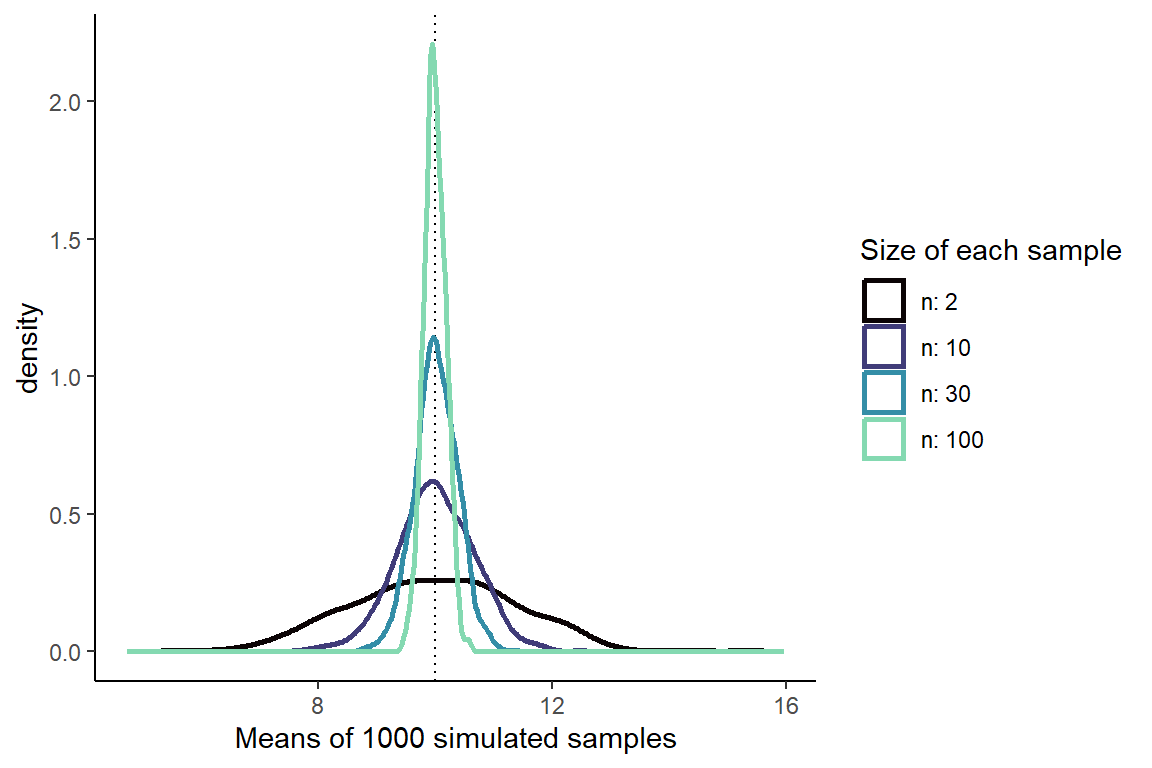 2.0
1.5
1.0
0.5
0.0
density
8
12
16
Means of 1000 simulated samples
Size of each sample
n: 2
n: 10
n: 30
n: 100